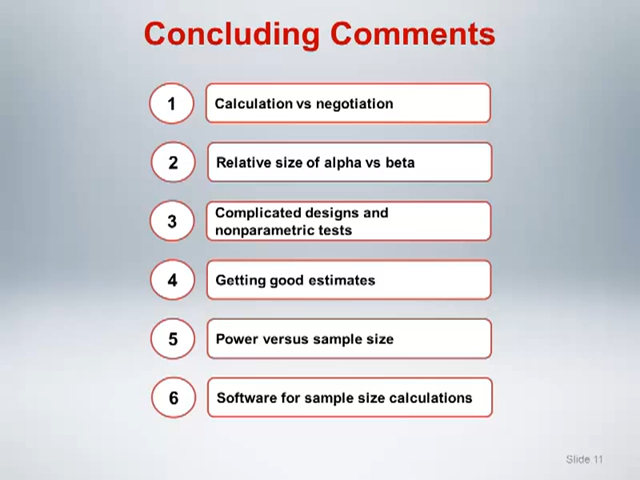 Concluding Comments
1 Calculation vs negotiation
2 Relative size of alpha vs beta
3 Complicated designs and
nonparametric tests
4 Getting good estimates
5 Power versus sample size
6 Software for sample size calculations
Slide 11